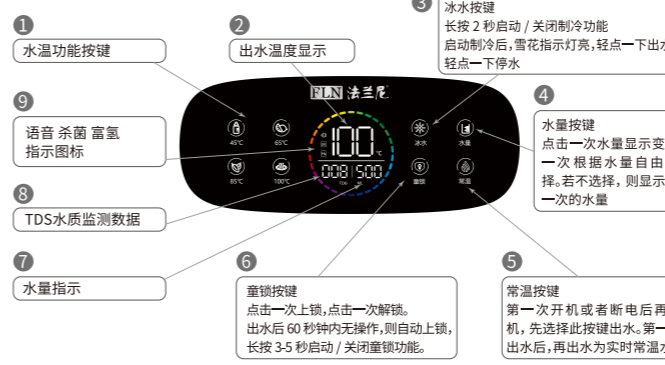 1
水温功能按键
2
出水温度显示
3
冰水按键
长按 2 秒启动 / 关闭制冷功能
启动制冷后,雪花指示灯亮,轻点一下出水
轻点一下停水
4
水量按键
点击一次水量显示变
一次根据水量自由
择。若不选择，则显示
一次的水量
9
语音 杀菌 富氢
指示图标
8
TDS水质监测数据
7
水量指示
6
童锁按键
点击一次上锁,点击一次解锁。
出水后 60 秒钟内无操作,则自动上锁,
长按 3-5 秒启动 / 关闭童锁功能。
5
常温按键
第一次开机或者断电后再
机，先选择此按键出水。第一
出水后,再出水为实时常温水
FLN 法兰尼
45℃
65℃
85℃
100℃
100
℃
008
500
TDS
冰水
水量
童锁
常温